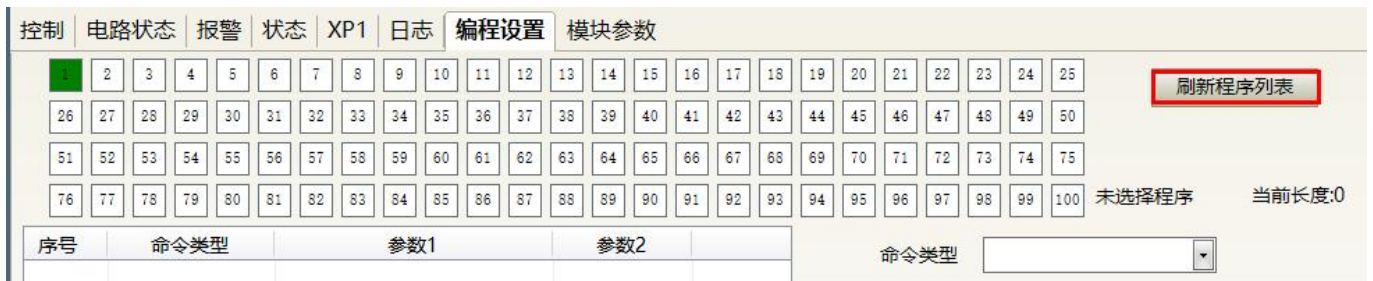 控制 电路状态 报警 状态 XP1 日志 编程设置 模块参数
1 2 3 4 5 6 7 8 9 10 11 12 13 14 15 16 17 18 19 20 21 22 23 24 25 刷新程序列表
26 27 28 29 30 31 32 33 34 35 36 37 38 39 40 41 42 43 44 45 46 47 48 49 50
51 52 53 54 55 56 57 58 59 60 61 62 63 64 65 66 67 68 69 70 71 72 73 74 75
76 77 78 79 80 81 82 83 84 85 86 87 88 89 90 91 92 93 94 95 96 97 98 99 100 未选择程序 当前长度:0
序号 命令类型 参数1 参数2 命令类型